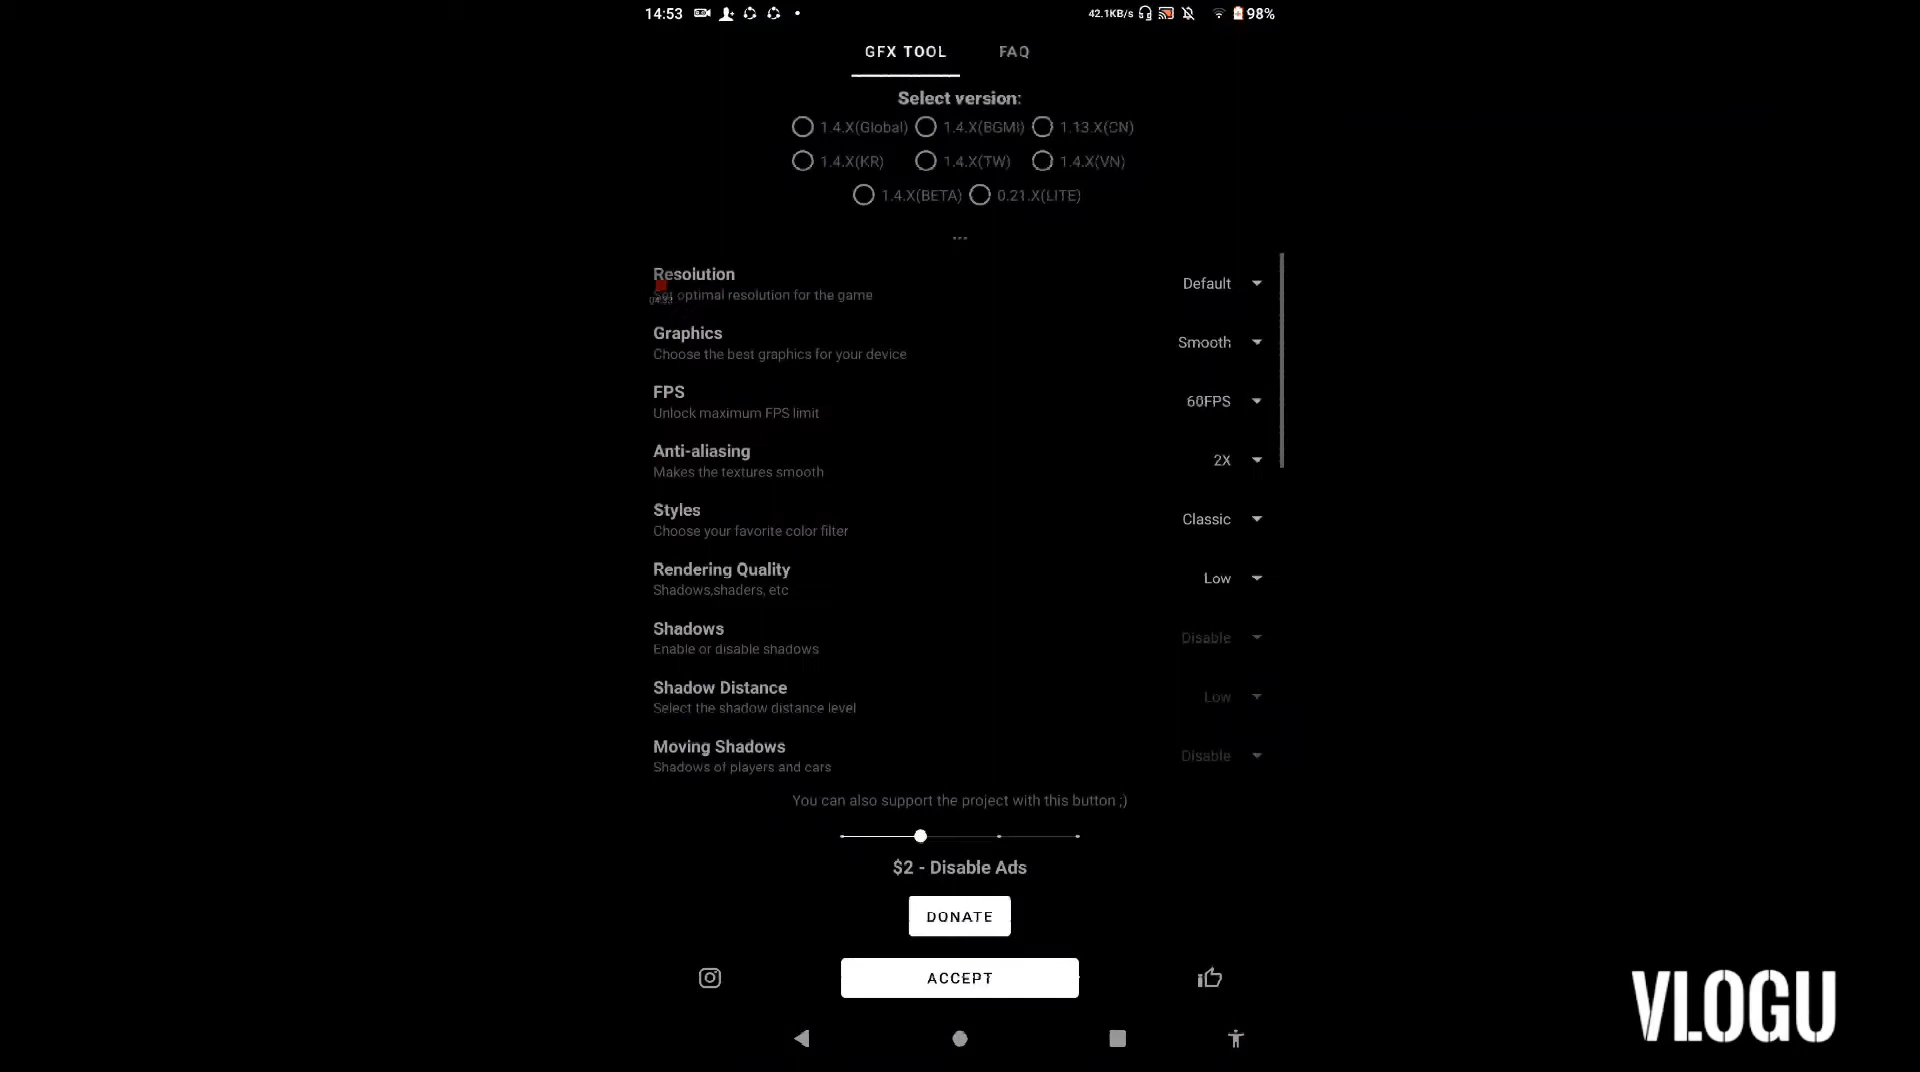 14:53
42.1KB/s 98%
GFX TOOL FAQ
Select version:
1.4.X(Global) 1.4.X(BGMI) 1.13.X(CN)
1.4.X(KR) 1.4.X(TW) 1.4.X(VN)
1.4.X(BETA) 0.21.X(LITE)
...
Resolution
Default
Set optimal resolution for the game
Graphics
Smooth
Choose the best graphics for your device
FPS
60FPS
Unlock maximum FPS limit
Anti-aliasing
2X
Makes the textures smooth
Styles
Classic
Choose your favorite color filter
Rendering Quality
Low
Shadows,shaders, etc
Shadows
Disable
Enable or disable shadows
Shadow Distance
Low
Select the shadow distance level
Moving Shadows
Disable
Shadows of players and cars
You can also support the project with this button ;)
$2 - Disable Ads
DONATE
ACCEPT
VLOGU